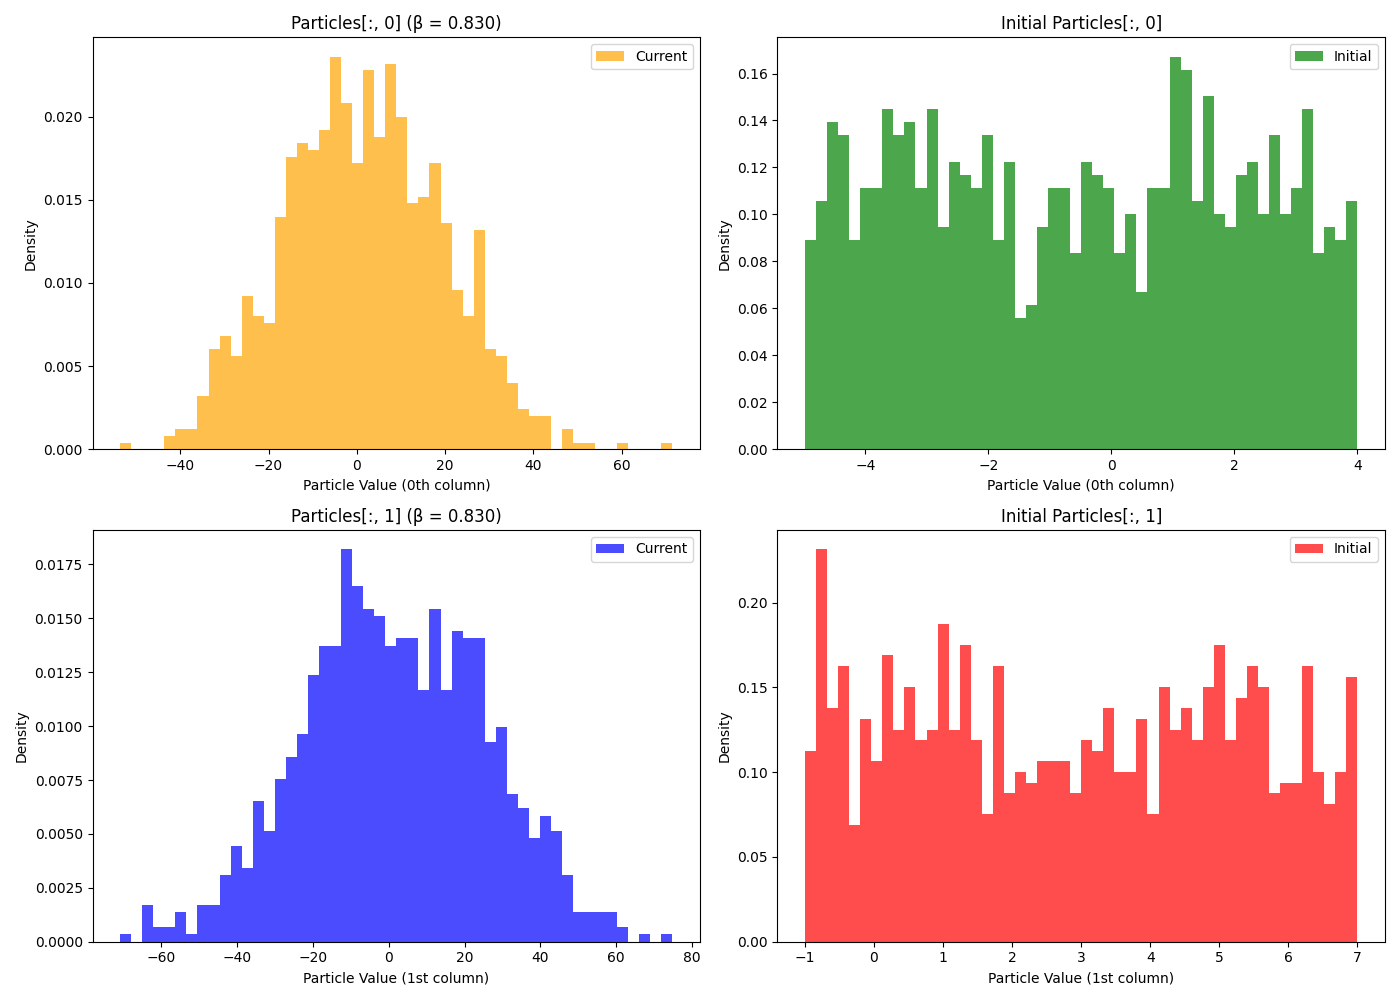 Particles[:, 0] (β = 0.830)
Current
Density
0.020
0.015
0.010
0.005
0.000
−40 −20 0 20 40 60
Particle Value (0th column)
Initial Particles[:, 0]
Initial
Density
0.16
0.14
0.12
0.10
0.08
0.06
0.04
0.02
0.00
−4 −2 0 2 4
Particle Value (0th column)
Particles[:, 1] (β = 0.830)
Current
Density
0.0175
0.0150
0.0125
0.0100
0.0075
0.0050
0.0025
0.0000
−60 −40 −20 0 20 40 60 80
Particle Value (1st column)
Initial Particles[:, 1]
Initial
Density
0.20
0.15
0.10
0.05
0.00
−1 0 1 2 3 4 5 6 7
Particle Value (1st column)